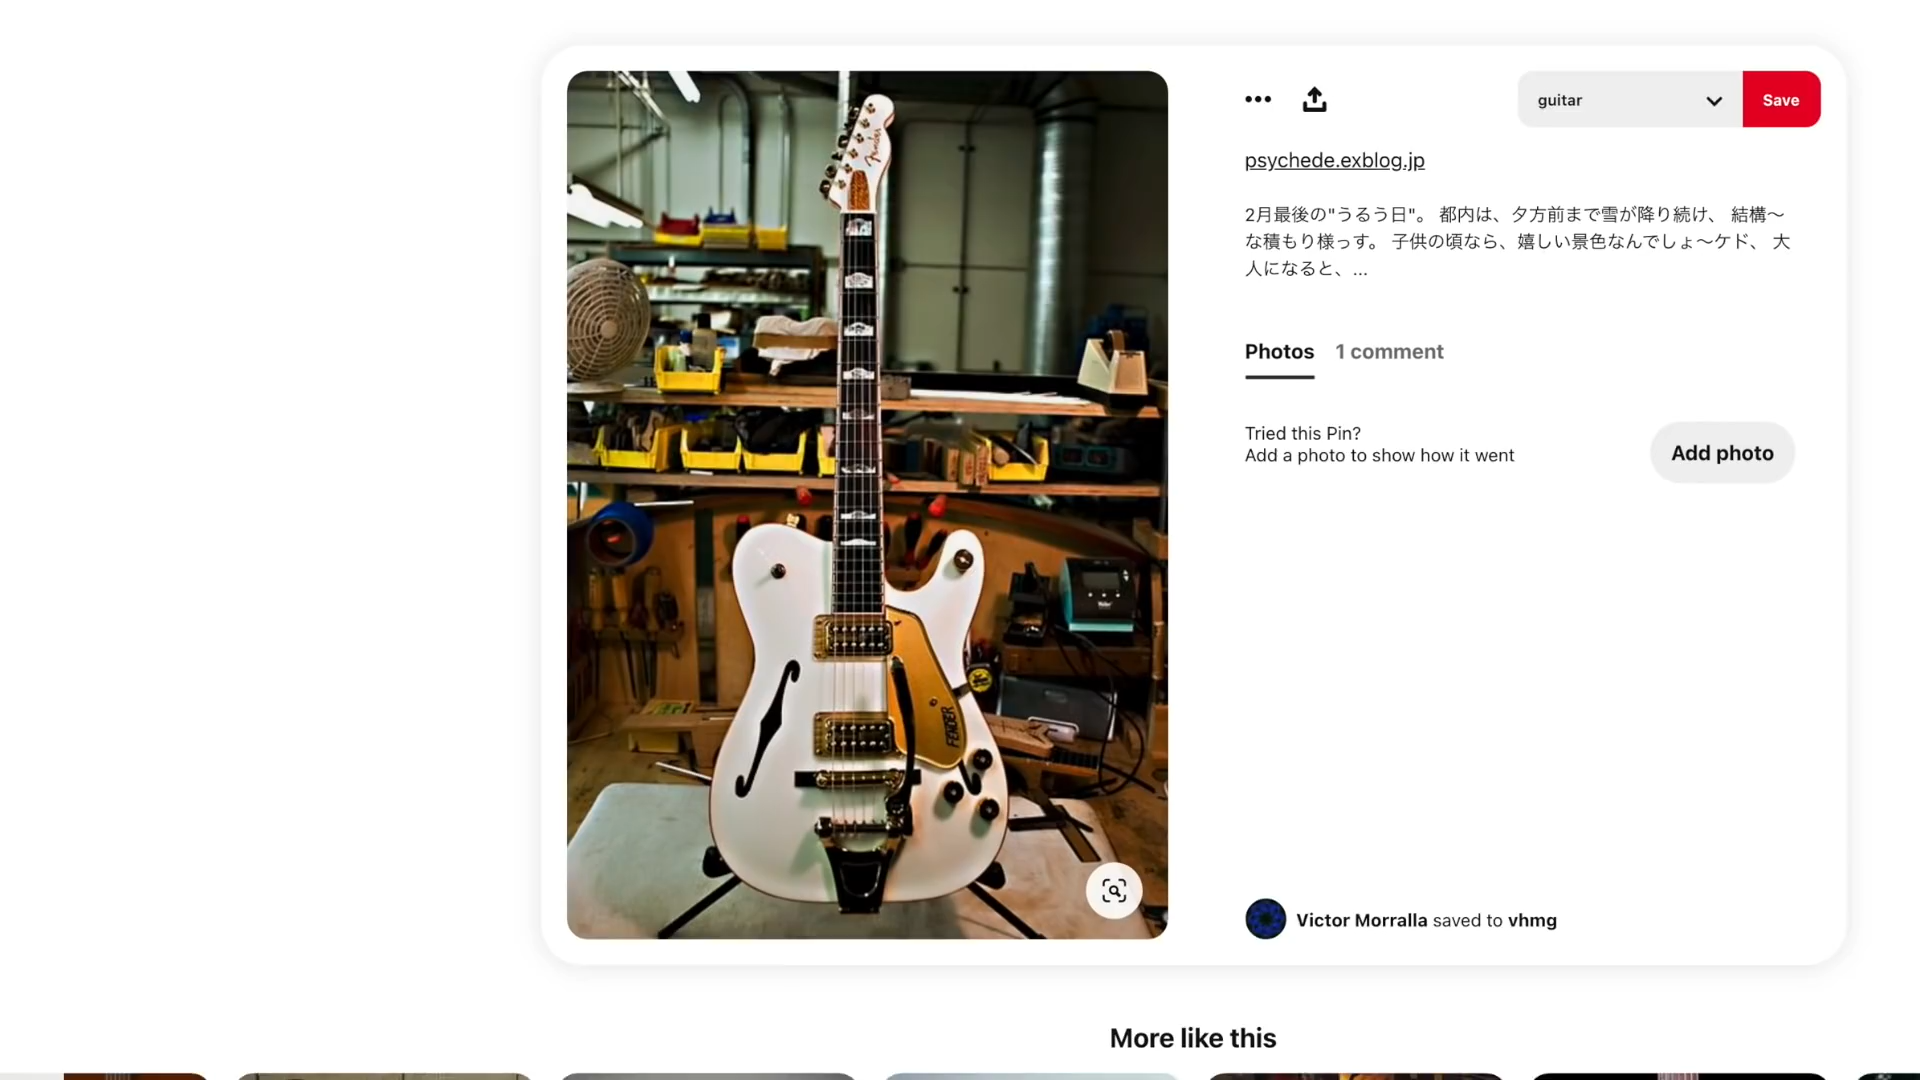 Fender
FENDER
guitar
Save
psychede.exblog.jp
2月最後の"うるう日"。 都内は、夕方前まで雪が降り続け、 結構〜
な積もり様っす。 子供の頃なら、嬉しい景色なんでしょょ〜ケド、 大
人になると、...
Photos
1 comment
Tried this Pin?
Add a photo to show how it went
Add photo
Victor Morralla saved to vhmg
More like this